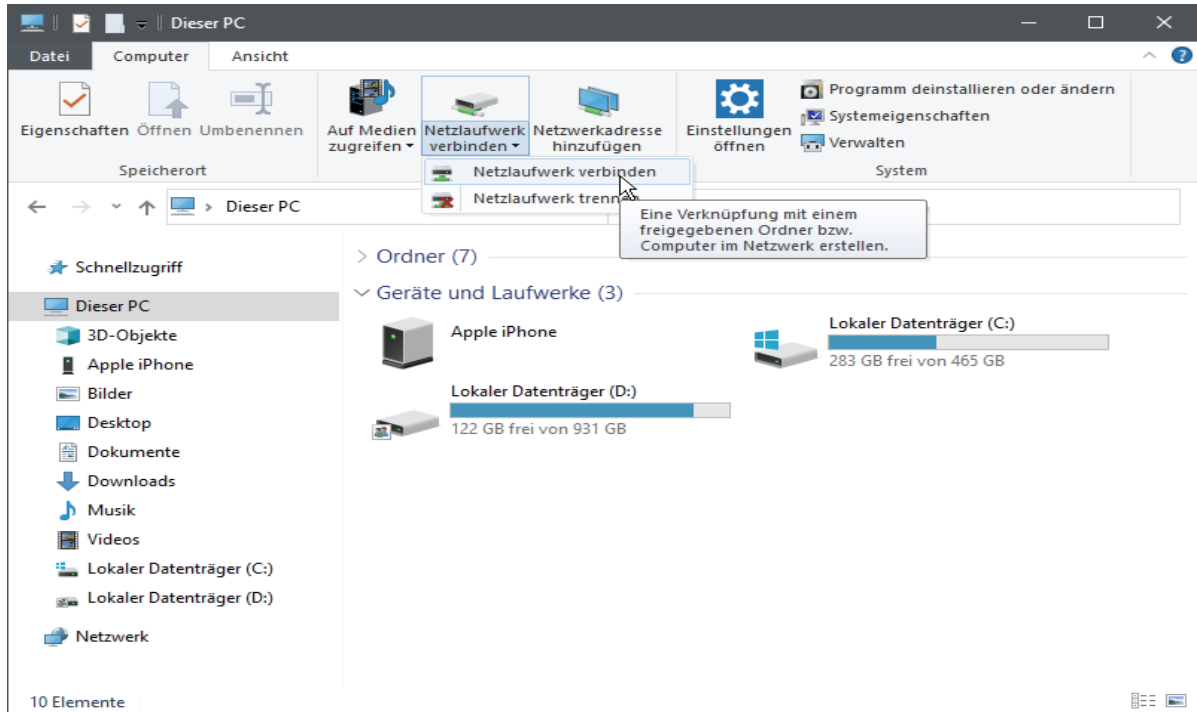 Dieser PC
Datei Computer Ansicht
Eigenschaften Öffnen Umbenennen
Speicherort
Auf Medien zugreifen
Netzlaufwerk verbinden
Netzwerkadresse hinzufügen
Einstellungen öffnen
Programm deinstallieren oder ändern
Systemeigenschaften
Verwalten
System
Netzlaufwerk verbinden
Netzlaufwerk trennen
Eine Verknüpfung mit einem
freigegebenen Ordner bzw.
Computer im Netzwerk erstellen.
Dieser PC
Schnellzugriff
Dieser PC
3D-Objekte
Apple iPhone
Bilder
Desktop
Dokumente
Downloads
Musik
Videos
Lokaler Datenträger (C:)
Lokaler Datenträger (D:)
Netzwerk
Ordner (7)
Geräte und Laufwerke (3)
Apple iPhone
Lokaler Datenträger (C:)
283 GB frei von 465 GB
Lokaler Datenträger (D:)
122 GB frei von 931 GB
10 Elemente